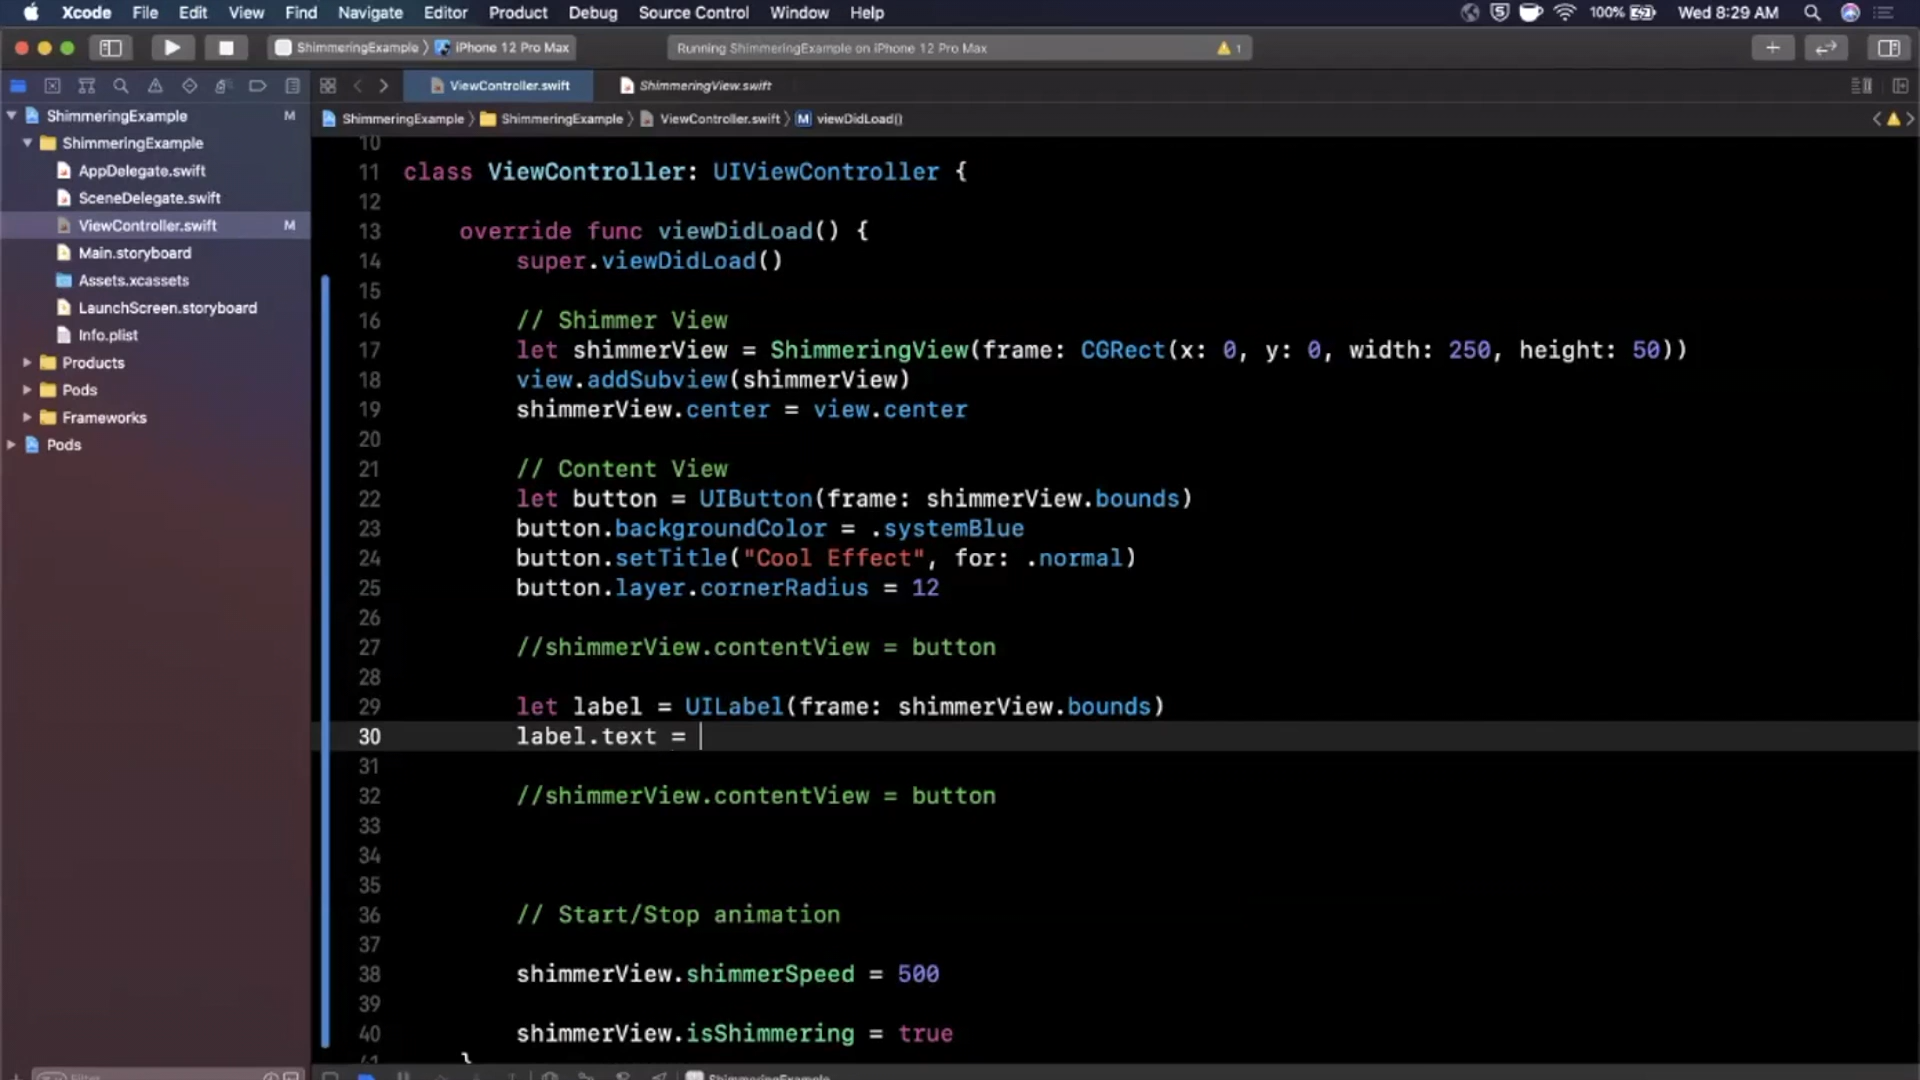 Xcode File Edit View Find Navigate Editor Product Debug Source Control Window Help 100% Wed 8:29 AM
ShimmeringExample iPhone 12 Pro Max
Running ShimmeringExample on iPhone 12 Pro Max
1
ViewController.swift
ShimmeringView.swift
ShimmeringExample M
ShimmeringExample
AppDelegate.swift
SceneDelegate.swift
ViewController.swift M
Main.storyboard
Assets.xcassets
LaunchScreen.storyboard
Info.plist
Products
Pods
Frameworks
Pods
Filter
ShimmeringExample ShimmeringExample ViewController.swift M viewDidLoad()
10
11 class ViewController: UIViewController {
12
13 override func viewDidLoad() {
14 super.viewDidLoad()
15
16 // Shimmer View
17 let shimmerView = ShimmeringView(frame: CGRect(x: 0, y: 0, width: 250, height: 50))
18 view.addSubview(shimmerView)
19 shimmerView.center = view.center
20
21 // Content View
22 let button = UIButton(frame: shimmerView.bounds)
23 button.backgroundColor = .systemBlue
24 button.setTitle("Cool Effect", for: .normal)
25 button.layer.cornerRadius = 12
26
27 //shimmerView.contentView = button
28
29 let label = UILabel(frame: shimmerView.bounds)
30 label.text =
31
32 //shimmerView.contentView = button
33
34
35
36 // Start/Stop animation
37
38 shimmerView.shimmerSpeed = 500
39
40 shimmerView.isShimmering = true
41 }
ShimmeringExample